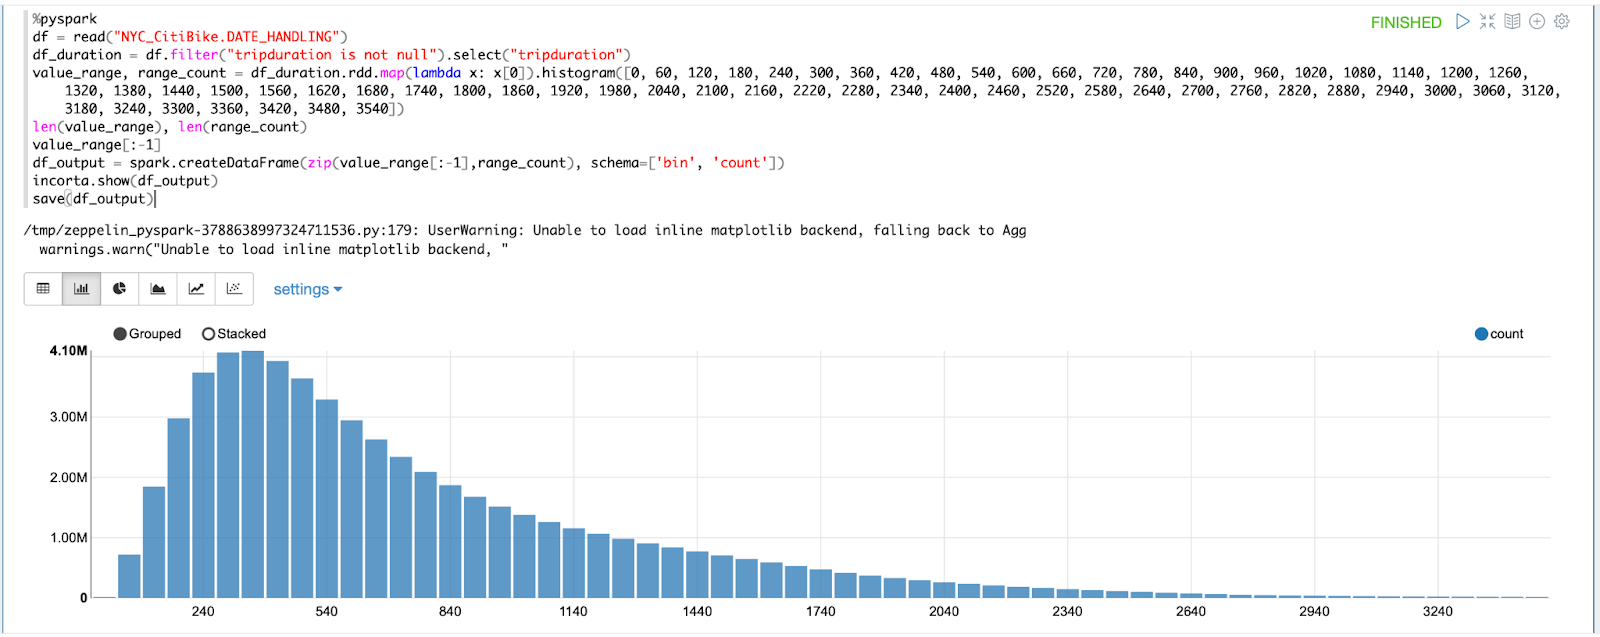 %pyspark
FINISHED
df = read("NYC_CitiBike.DATE_HANDLING")
df_duration = df.filter("tripduration is not null").select("tripduration")
value_range, range_count = df_duration.rdd.map(lambda x: x[0]).histogram([0, 60, 120, 180, 240, 300, 360, 420, 480, 540, 600, 660, 720, 780, 840, 900, 960, 1020, 1080, 1140, 1200, 1260,
1320, 1380, 1440, 1500, 1560, 1620, 1680, 1740, 1800, 1860, 1920, 1980, 2040, 2100, 2160, 2220, 2280, 2340, 2400, 2460, 2520, 2580, 2640, 2700, 2760, 2820, 2880, 2940, 3000, 3060, 3120,
3180, 3240, 3300, 3360, 3420, 3480, 3540])
len(value_range), len(range_count)
value_range[:-1]
df_output = spark.createDataFrame(zip(value_range[:-1],range_count), schema=['bin', 'count'])
incorta.show(df_output)
save(df_output)
/tmp/zeppelin_pyspark-3788638997324711536.py:179: UserWarning: Unable to load inline matplotlib backend, falling back to Agg
warnings.warn("Unable to load inline matplotlib backend, "
settings
Grouped Stacked
count
4.10M
3.00M
2.00M
1.00M
0
240 540 840 1140 1440 1740 2040 2340 2640 2940 3240